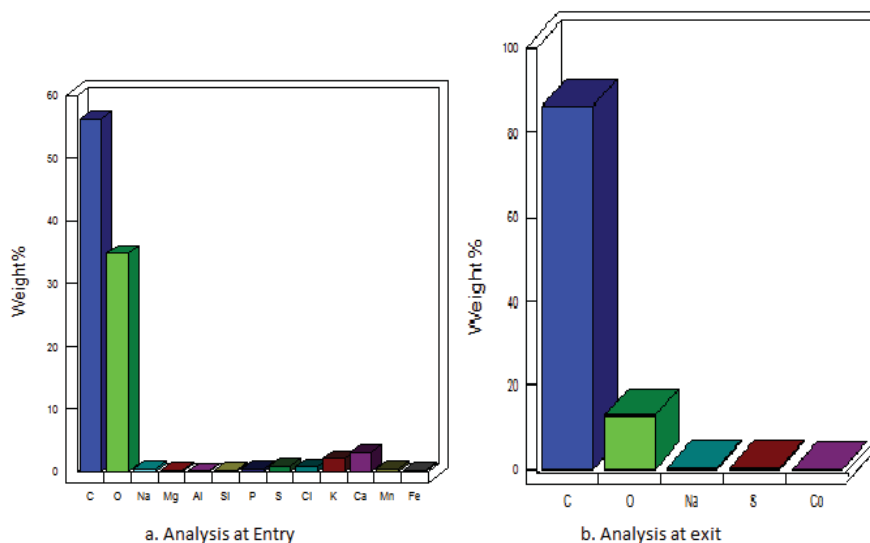 60
50
40
30
20
10
0
Weight%
C O Na Mg Al Si P S Cl K Ca Mn Fe
a. Analysis at Entry
100
80
60
40
20
0
Weight %
C O Na S Co
b. Analysis at exit